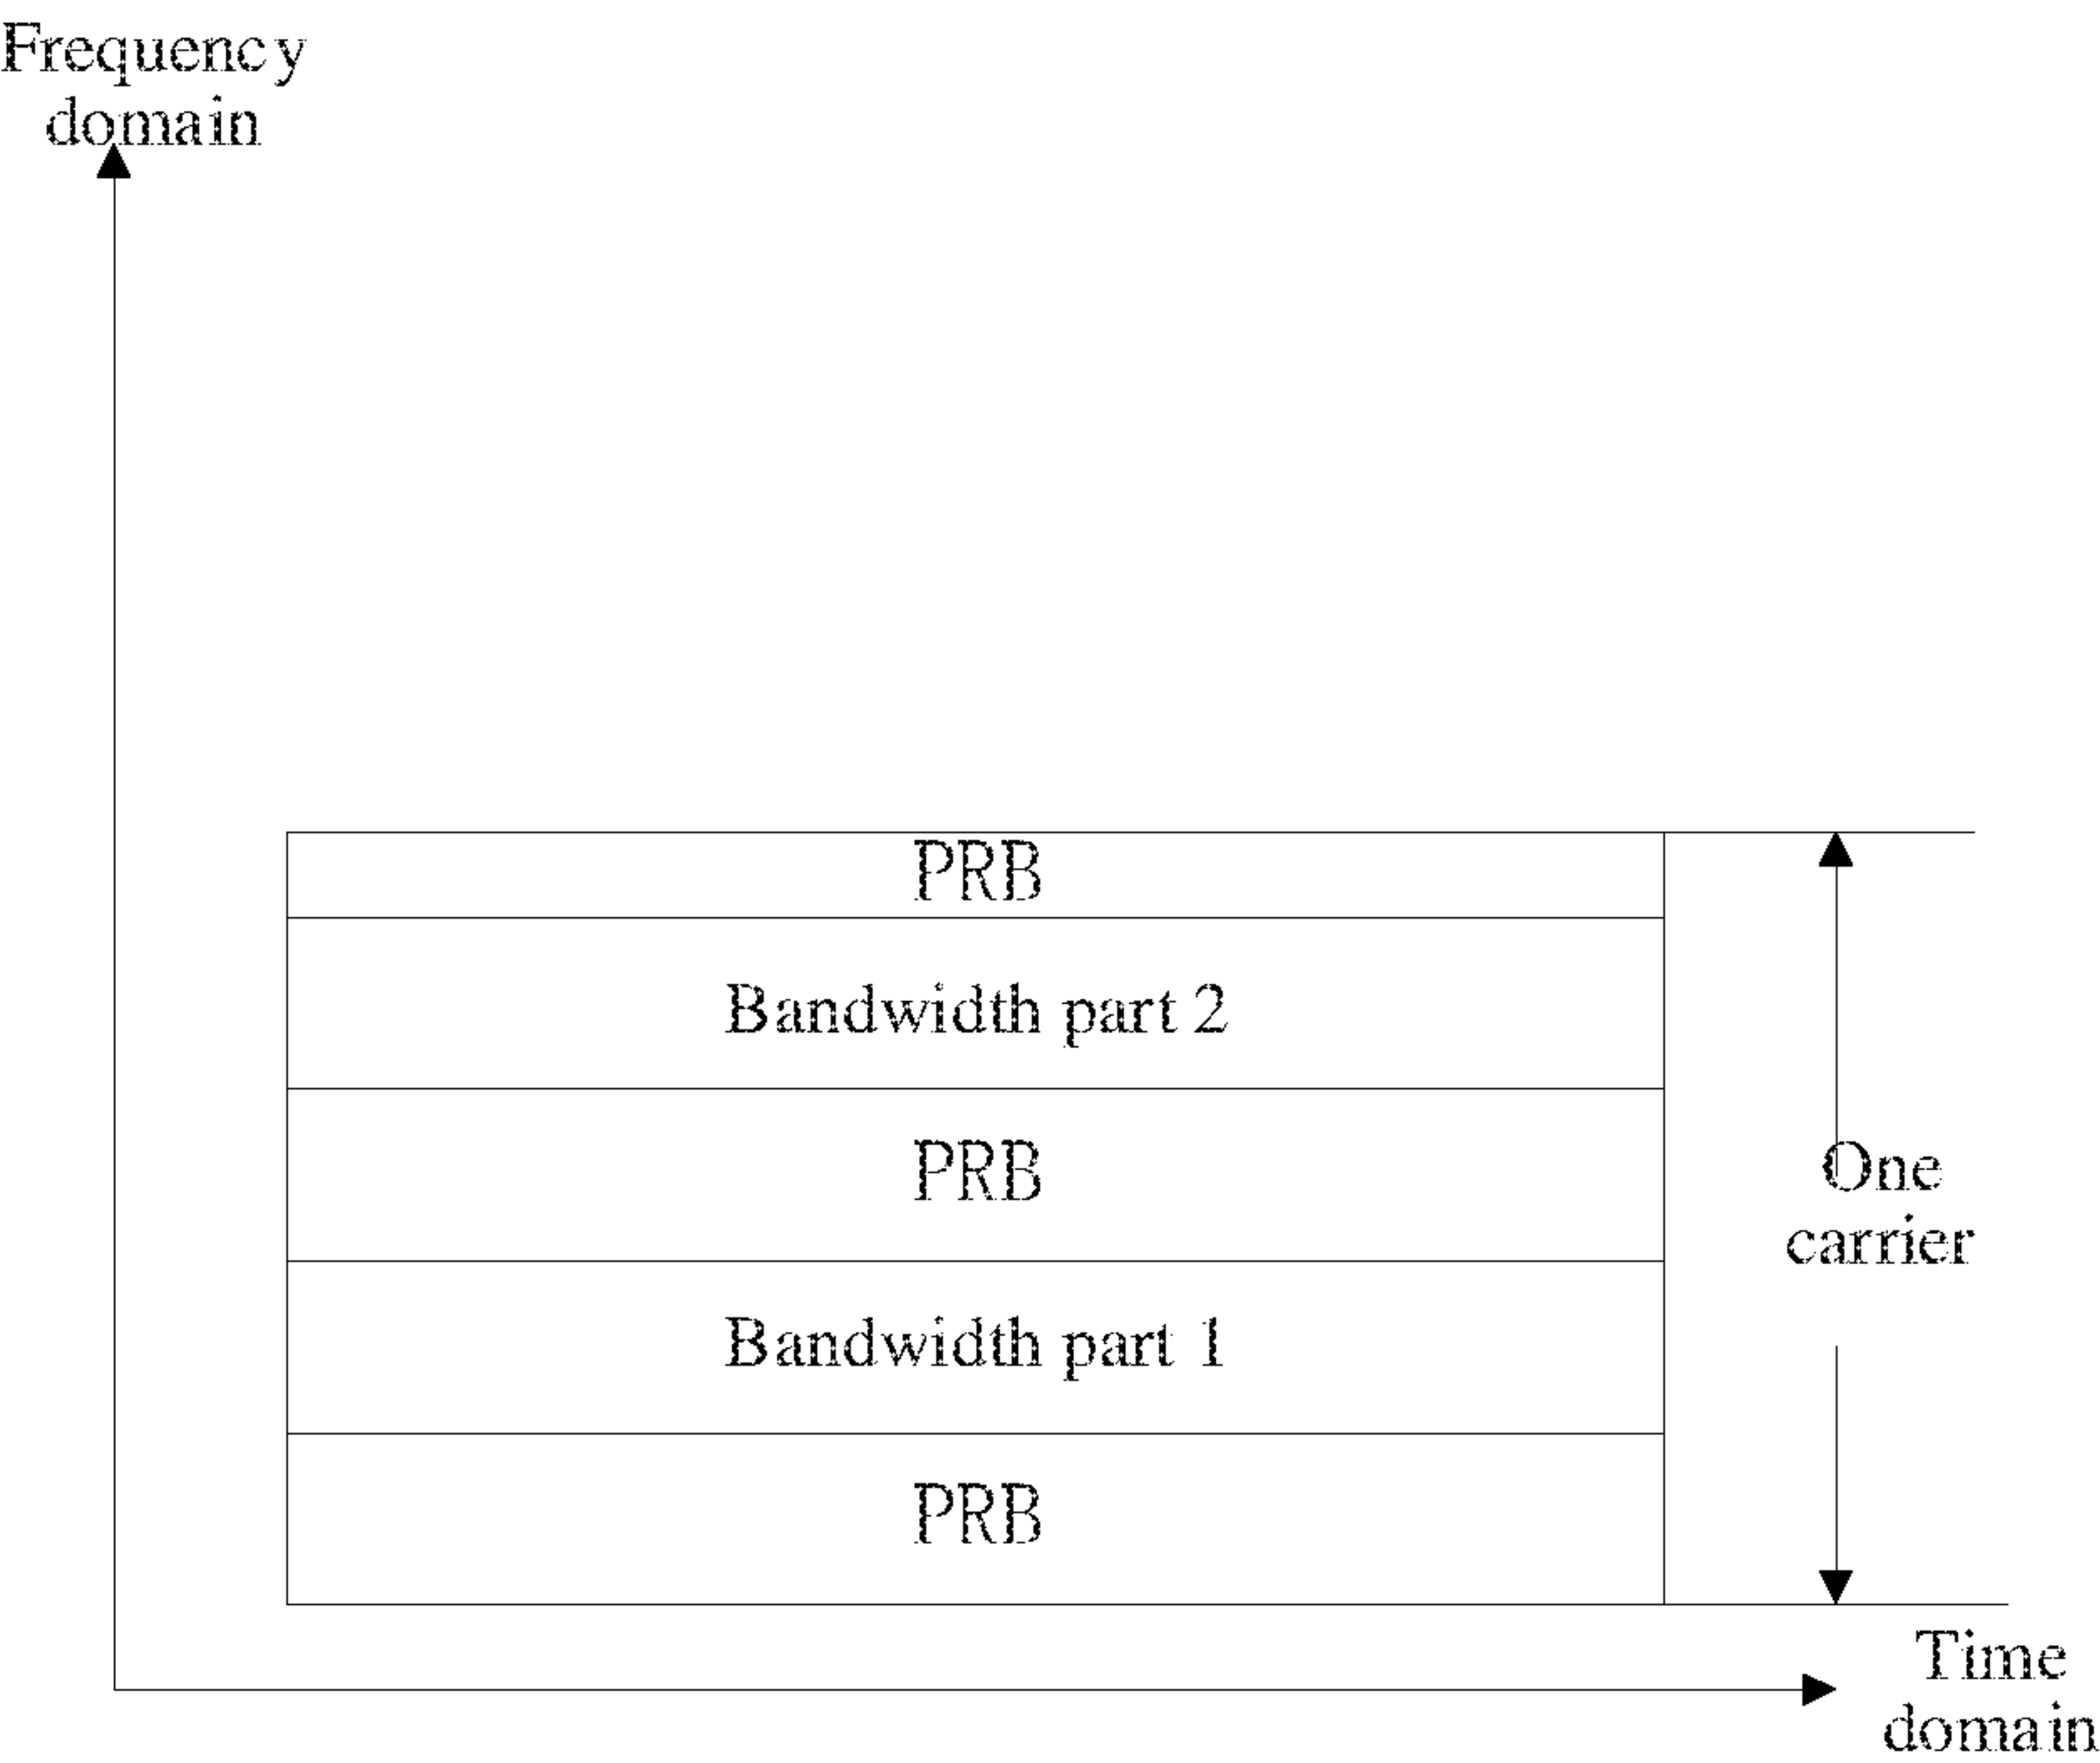 Frequency
domain
PRB
Bandwidth part 2
PRB
One
carrier
Bandwidth part 1
PRB
Time
domain